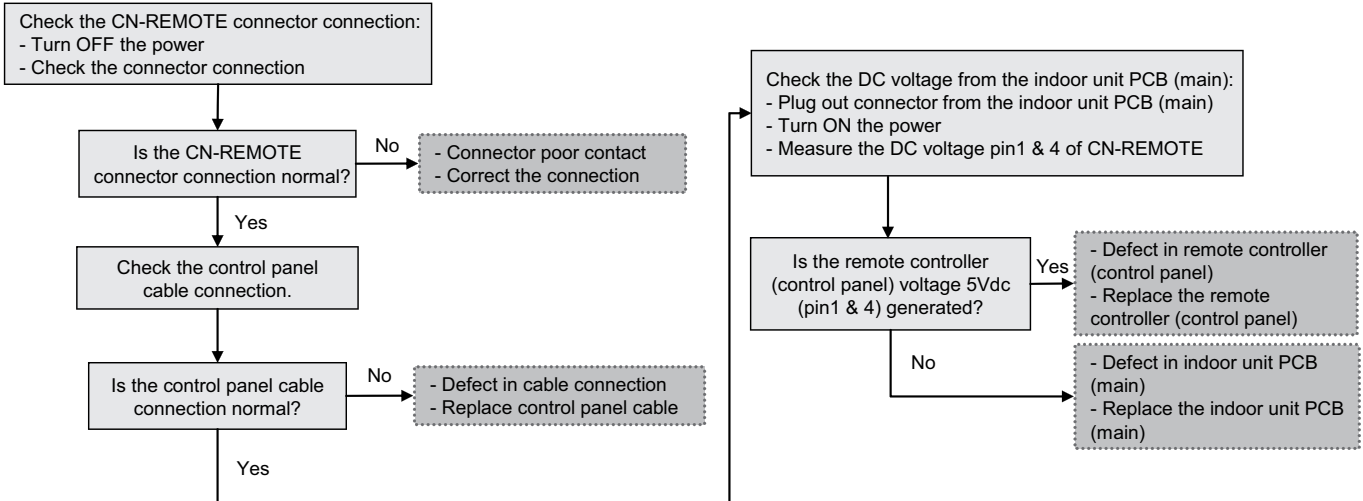 Check the CN-REMOTE connector connection:
- Turn OFF the power
- Check the connector connection
Is the CN-REMOTE
connector connection normal?
No
- Connector poor contact
- Correct the connection
Yes
Check the control panel
cable connection.
Is the control panel cable
connection normal?
No
- Defect in cable connection
- Replace control panel cable
Yes
Check the DC voltage from the indoor unit PCB (main):
- Plug out connector from the indoor unit PCB (main)
- Turn ON the power
- Measure the DC voltage pin1 & 4 of CN-REMOTE
Is the remote controller
(control panel) voltage 5Vdc
(pin1 & 4) generated?
Yes
- Defect in remote controller
(control panel)
- Replace the remote
controller (control panel)
No
- Defect in indoor unit PCB
(main)
- Replace the indoor unit PCB
(main)